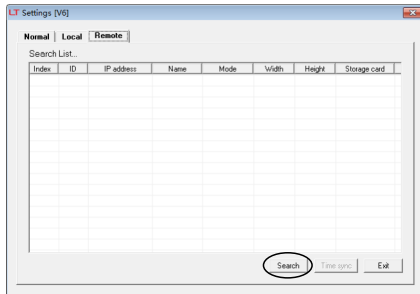 LT Settings [V6]
Normal Local Remote
Search List...
Index ID IP address Name Mode Width Height Storage card
Search Time sync Exit